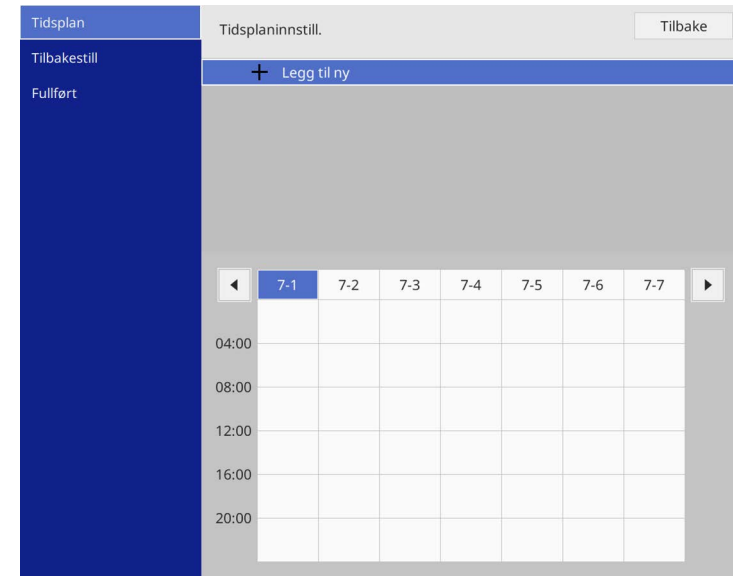 Tidsplan
Tilbakestill
Fullført
Tidsplaninnstill.
Tilbake
Legg til ny
7-1 7-2 7-3 7-4 7-5 7-6 7-7
04:00
08:00
12:00
16:00
20:00